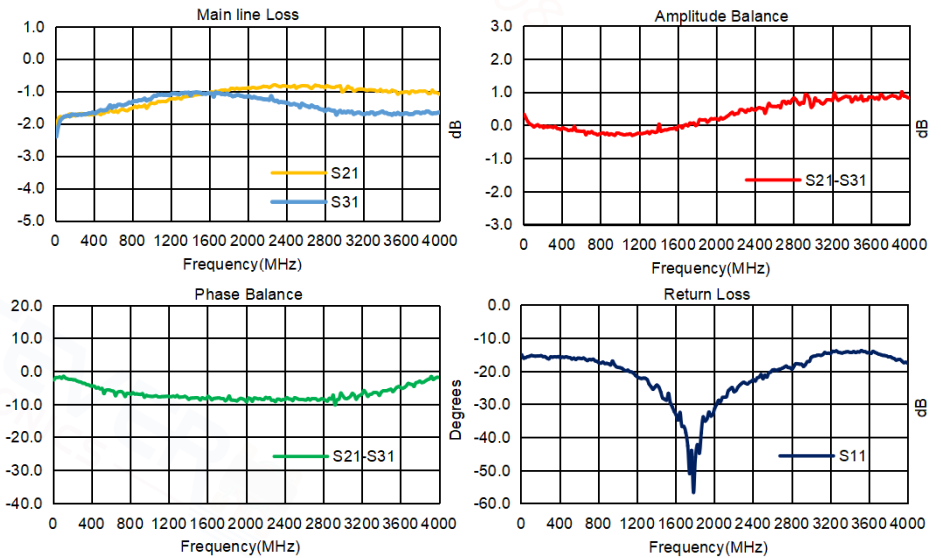 Main line Loss
1.0
0.0
-1.0
-2.0
-3.0
-4.0
-5.0
dB
S21
S31
0 400 800 1200 1600 2000 2400 2800 3200 3600 4000
Frequency(MHz)
Amplitude Balance
3.0
2.0
1.0
0.0
-1.0
-2.0
-3.0
dB
S21-S31
0 400 800 1200 1600 2000 2400 2800 3200 3600 4000
Frequency(MHz)
Phase Balance
20.0
10.0
0.0
-10.0
-20.0
-30.0
-40.0
Degrees
S21-S31
0 400 800 1200 1600 2000 2400 2800 3200 3600 4000
Frequency(MHz)
Return Loss
0.0
-10.0
-20.0
-30.0
-40.0
-50.0
-60.0
dB
S11
0 400 800 1200 1600 2000 2400 2800 3200 3600 4000
Frequency(MHz)